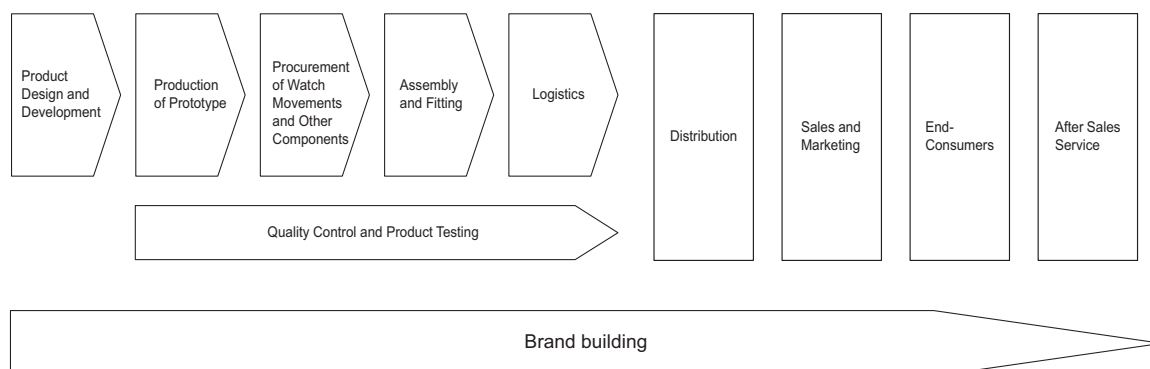 Product
Design and
Development
Production
of Prototype
Procurement
of Watch
Movements
and Other
Components
Assembly
and Fitting
Logistics
Distribution
Sales and
Marketing
End-
Consumers
After Sales
Service
Quality Control and Product Testing
Brand building